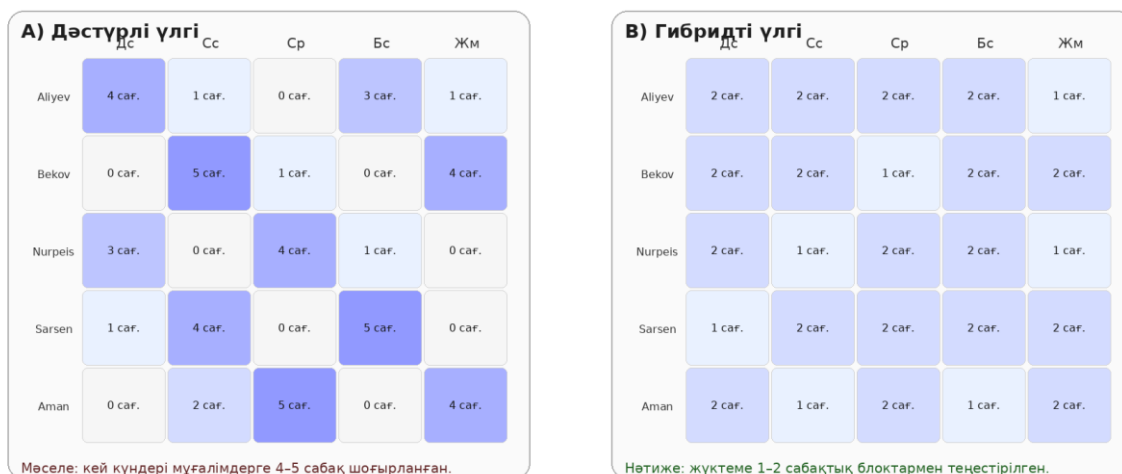 A) Дәстүрлі үлгі
Дс Сс Ср Бс Жм
Aliyev 4 сағ. 1 сағ. 0 сағ. 3 сағ. 1 сағ.
Bekov 0 сағ. 5 сағ. 1 сағ. 0 сағ. 4 сағ.
Nurpeis 3 сағ. 0 сағ. 4 сағ. 1 сағ. 0 сағ.
Sarsen 1 сағ. 4 сағ. 0 сағ. 5 сағ. 0 сағ.
Aman 0 сағ. 2 сағ. 5 сағ. 0 сағ. 4 сағ.
Мәселе: кей күндері мұғалімдерге 4–5 сабақ шоғырланған.
B) Гибридті үлгі
Дс Сс Ср Бс Жм
Aliyev 2 сағ. 2 сағ. 2 сағ. 2 сағ. 1 сағ.
Bekov 2 сағ. 2 сағ. 1 сағ. 2 сағ. 2 сағ.
Nurpeis 2 сағ. 1 сағ. 2 сағ. 2 сағ. 1 сағ.
Sarsen 1 сағ. 2 сағ. 2 сағ. 2 сағ. 2 сағ.
Aman 2 сағ. 1 сағ. 2 сағ. 1 сағ. 2 сағ.
Нәтиже: жүктеме 1–2 сабақтық блоктармен теңестірілген.